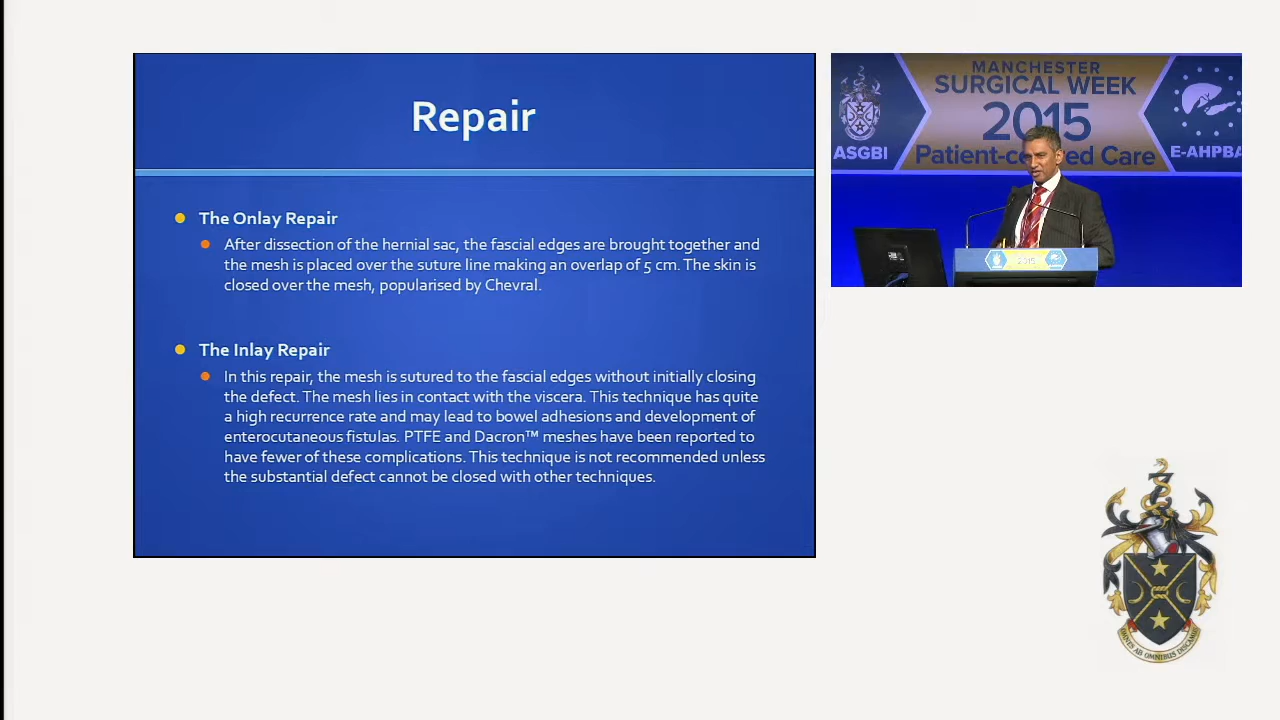 Repair
The Onlay Repair
After dissection of the hernial sac, the fascial edges are brought together and
the mesh is placed over the suture line making an overlap of 5 cm. The skin is
closed over the mesh, popularised by Chevral.
The Inlay Repair
In this repair, the mesh is sutured to the fascial edges without initially closing
the defect. The mesh lies in contact with the viscera. This technique has quite
a high recurrence rate and may lead to bowel adhesions and development of
enterocutaneous fistulas. PTFE and Dacron™ meshes have been reported to
have fewer of these complications. This technique is not recommended unless
the substantial defect cannot be closed with other techniques.
MANCHESTER
SURGICAL WEEK
2015
Patient-ce ed Care
ASGBI
E-AHPBA
2015
OMNES AB OMNIBUS DISCAMUS